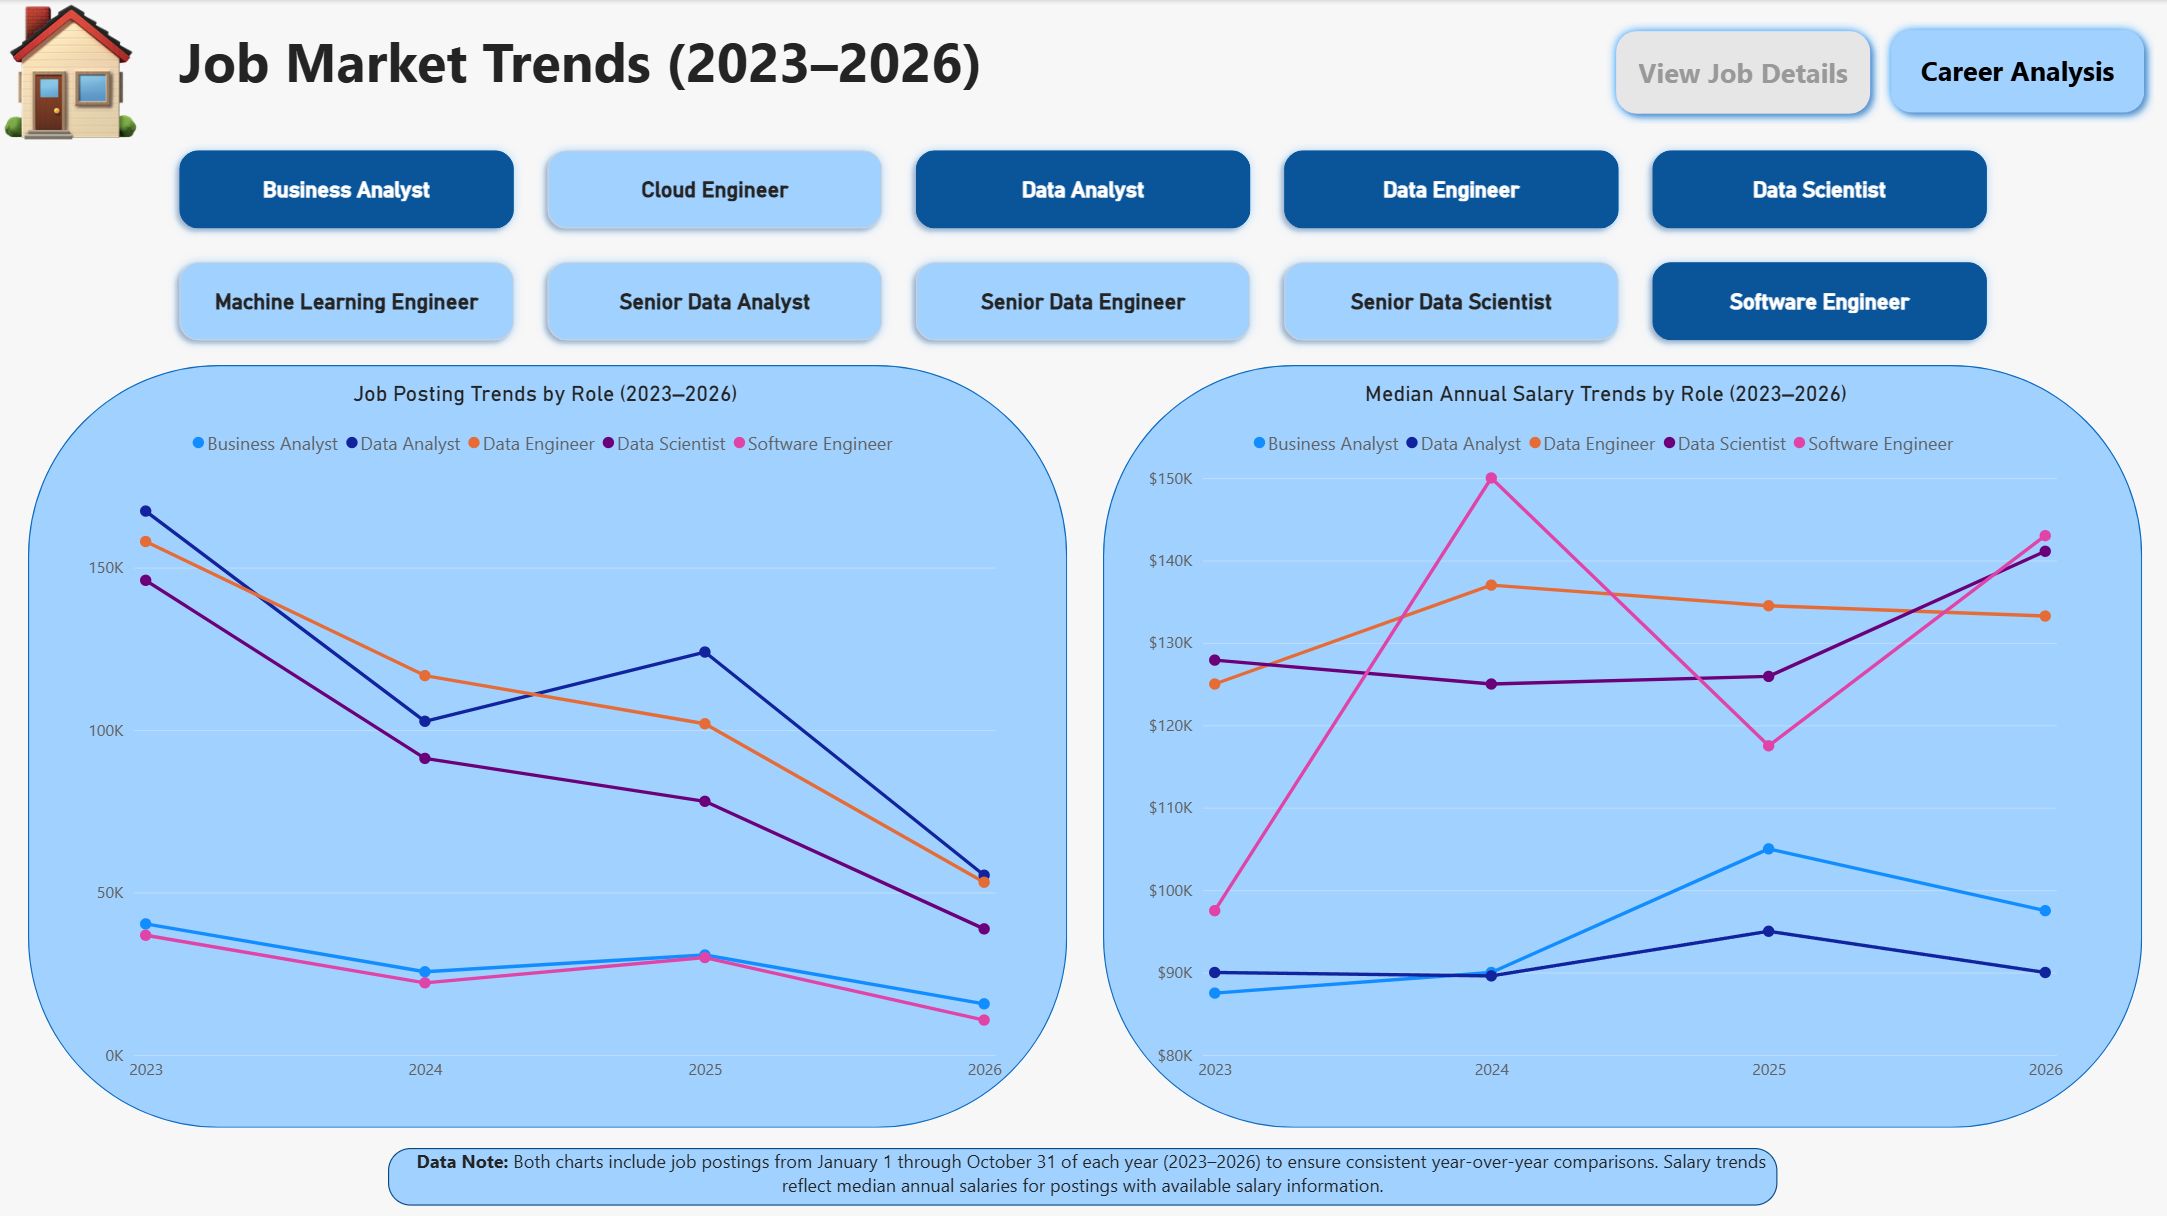 Job Market Trends (2023–2026)
View Job Details
Career Analysis
Business Analyst
Cloud Engineer
Data Analyst
Data Engineer
Data Scientist
Machine Learning Engineer
Senior Data Analyst
Senior Data Engineer
Senior Data Scientist
Software Engineer
Job Posting Trends by Role (2023–2026)
Business Analyst Data Analyst Data Engineer Data Scientist Software Engineer
150K
100K
50K
0K
2023 2024 2025 2026
Median Annual Salary Trends by Role (2023–2026)
Business Analyst Data Analyst Data Engineer Data Scientist Software Engineer
$150K
$140K
$130K
$120K
$110K
$100K
$90K
$80K
2023 2024 2025 2026
Data Note: Both charts include job postings from January 1 through October 31 of each year (2023–2026) to ensure consistent year-over-year comparisons. Salary trends
reflect median annual salaries for postings with available salary information.